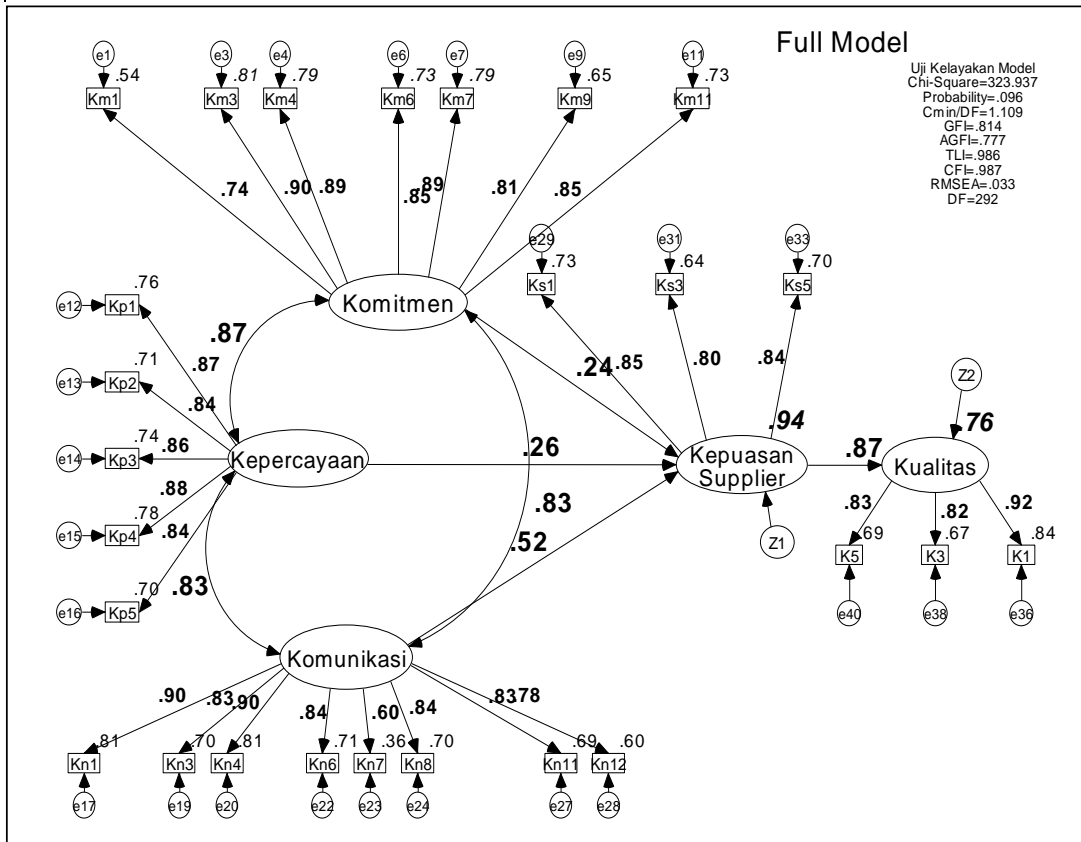 Full Model
Uji Kelayakan Model
Chi-Square=323.937
Probability=.096
Cmin/DF=1.109
GFI=.814
AGFI=.777
TLI=.986
CFI=.987
RMSEA=.033
DF=292
e1 e3 e4 e6 e7 e9 e11
.54 .81 .79 .73 .79 .65 .73
Km1 Km3 Km4 Km6 Km7 Km9 Km11
.74 .90 .89 .85 .89 .81 .85
Komitmen
e29 e31 e33
.73 .64 .70
Ks1 Ks3 Ks5
.85 .80 .84
e12 Kp1 .76 .87
e13 Kp2 .71 .84
e14 Kp3 .74 .86
e15 Kp4 .78 .88
e16 Kp5 .70 .84
.87
.24
Kepercayaan
.26
.83
.52
.83
.94
Kepuasan
Supplier
Z1
.87
Z2
.76
Kualitas
.83 .82 .92
.69 .67 .84
K5 K3 K1
e40 e38 e36
Komunikasi
.90 .83 .90 .84 .60 .84 .83 .78
.81 .70 .81 .71 .36 .70 .69 .60
Kn1 Kn3 Kn4 Kn6 Kn7 Kn8 Kn11 Kn12
e17 e19 e20 e22 e23 e24 e27 e28